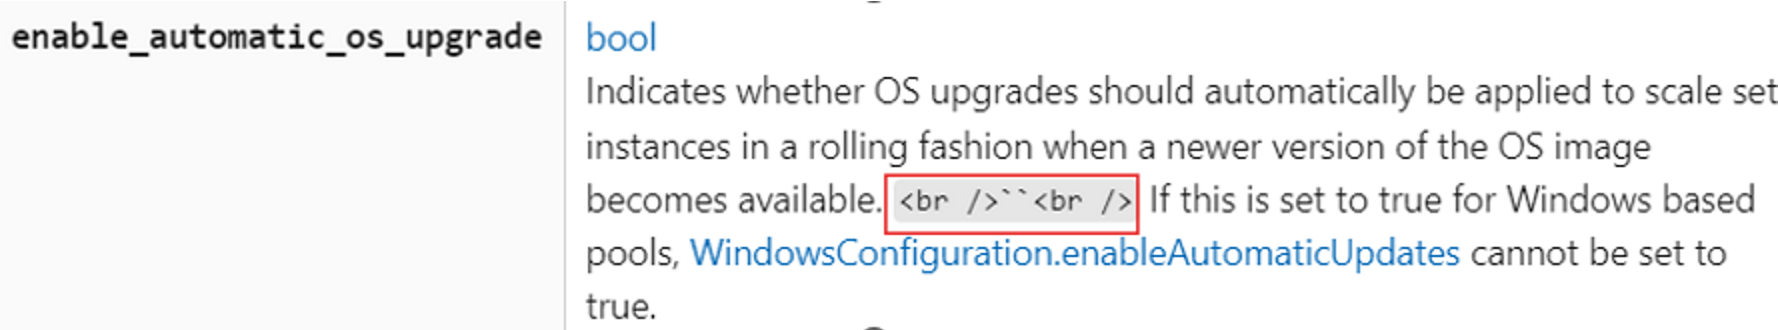 enable_automatic_os_upgrade
bool
Indicates whether OS upgrades should automatically be applied to scale set
instances in a rolling fashion when a newer version of the OS image
becomes available. <br />``<br /> If this is set to true for Windows based
pools, WindowsConfiguration.enableAutomaticUpdates cannot be set to
true.